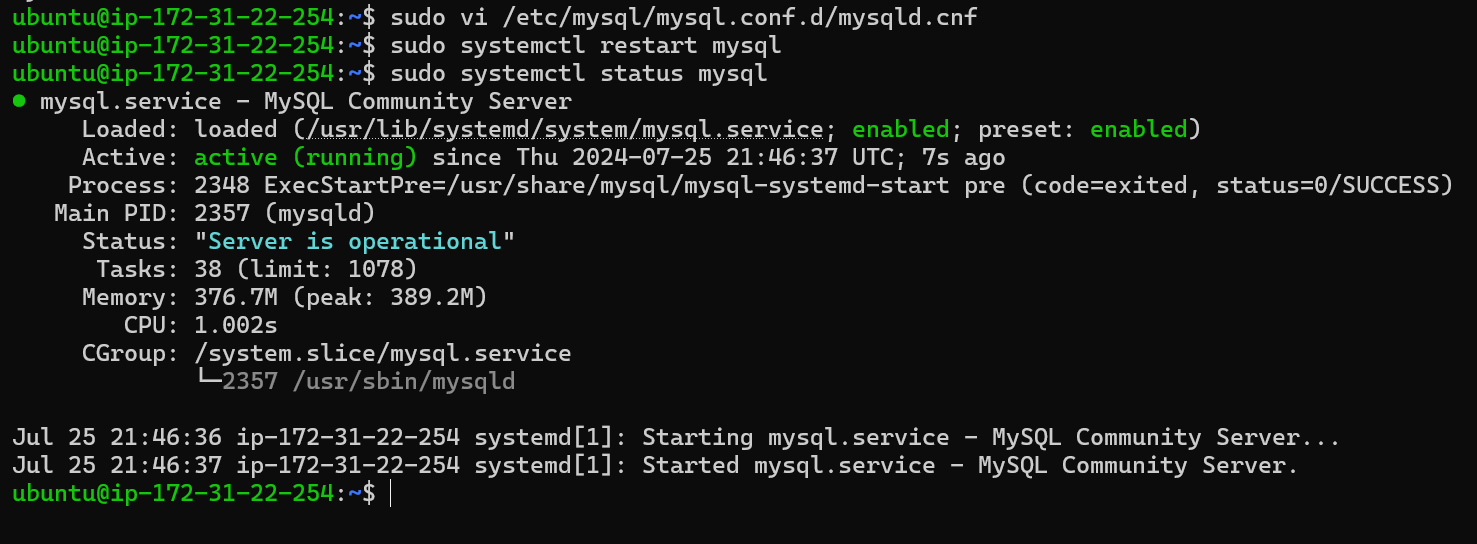 ubuntu@ip-172-31-22-254:~$ sudo vi /etc/mysql/mysql.conf.d/mysqld.cnf
ubuntu@ip-172-31-22-254:~$ sudo systemctl restart mysql
ubuntu@ip-172-31-22-254:~$ sudo systemctl status mysql
● mysql.service - MySQL Community Server
     Loaded: loaded (/usr/lib/systemd/system/mysql.service; enabled; preset: enabled)
     Active: active (running) since Thu 2024-07-25 21:46:37 UTC; 7s ago
    Process: 2348 ExecStartPre=/usr/share/mysql/mysql-systemd-start pre (code=exited, status=0/SUCCESS)
   Main PID: 2357 (mysqld)
     Status: "Server is operational"
      Tasks: 38 (limit: 1078)
     Memory: 376.7M (peak: 389.2M)
        CPU: 1.002s
     CGroup: /system.slice/mysql.service
             └─2357 /usr/sbin/mysqld

Jul 25 21:46:36 ip-172-31-22-254 systemd[1]: Starting mysql.service - MySQL Community Server...
Jul 25 21:46:37 ip-172-31-22-254 systemd[1]: Started mysql.service - MySQL Community Server.
ubuntu@ip-172-31-22-254:~$